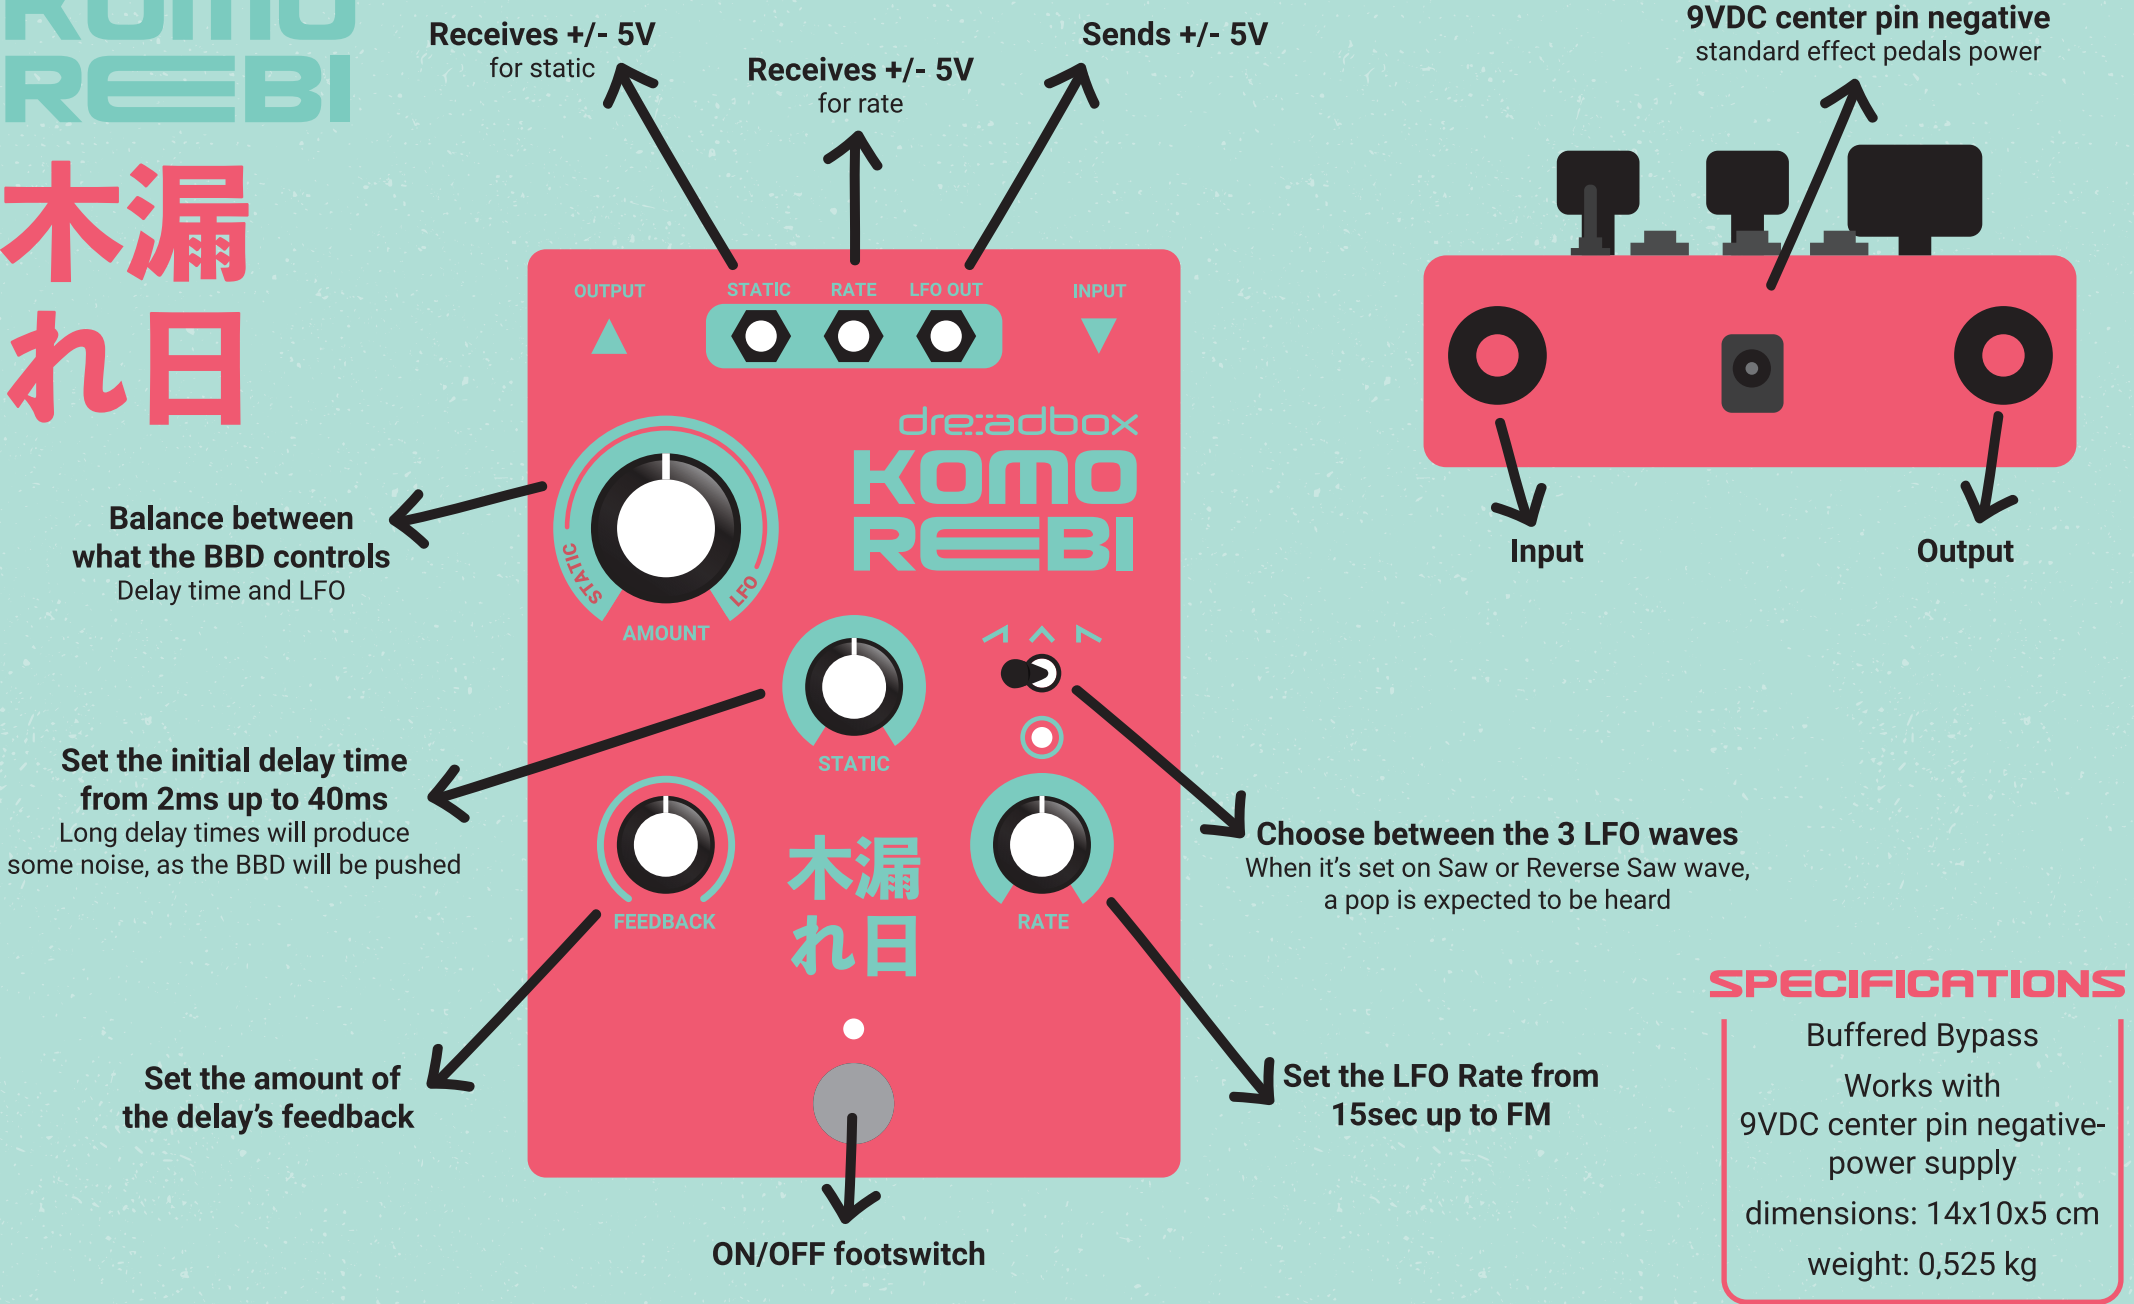 KOMO
REBI
木漏
れ日
Receives +/- 5V
for static
Receives +/- 5V
for rate
Sends +/- 5V
9VDC center pin negative
standard effect pedals power
OUTPUT
STATIC
RATE
LFO OUT
INPUT
dreadbox
KOMO
REBI
STATIC
LFO
AMOUNT
STATIC
FEEDBACK
RATE
木漏
れ日
Balance between
what the BBD controls
Delay time and LFO
Set the initial delay time
from 2ms up to 40ms
Long delay times will produce
some noise, as the BBD will be pushed
Set the amount of
the delay's feedback
ON/OFF footswitch
Input
Output
Choose between the 3 LFO waves
When it's set on Saw or Reverse Saw wave,
a pop is expected to be heard
Set the LFO Rate from
15sec up to FM
SPECIFICATIONS
Buffered Bypass
Works with
9VDC center pin negative-
power supply
dimensions: 14x10x5 cm
weight: 0,525 kg